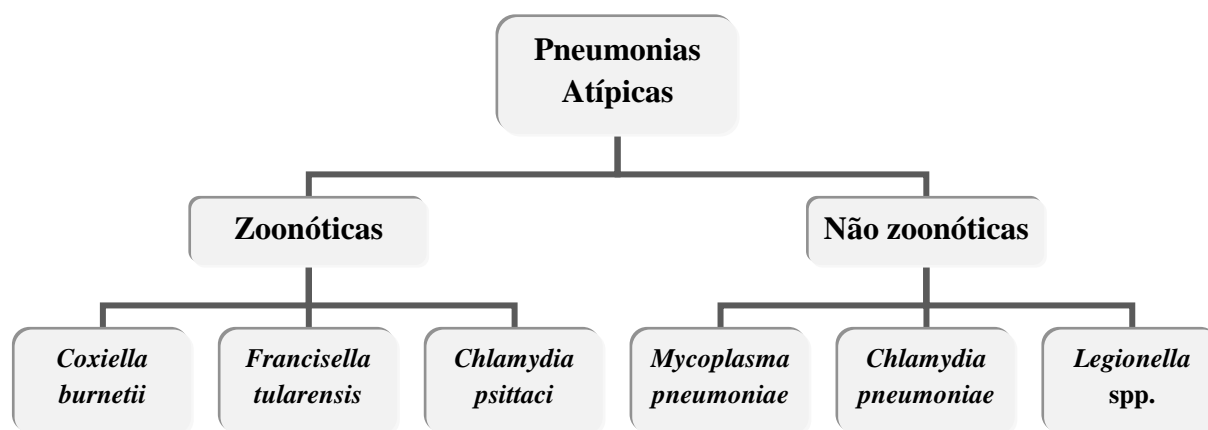 Pneumonias
Atípicas
Zoonóticas
Não zoonóticas
Coxiella
burnetii
Francisella
tularensis
Chlamydia
psittaci
Mycoplasma
pneumoniae
Chlamydia
pneumoniae
Legionella
spp.